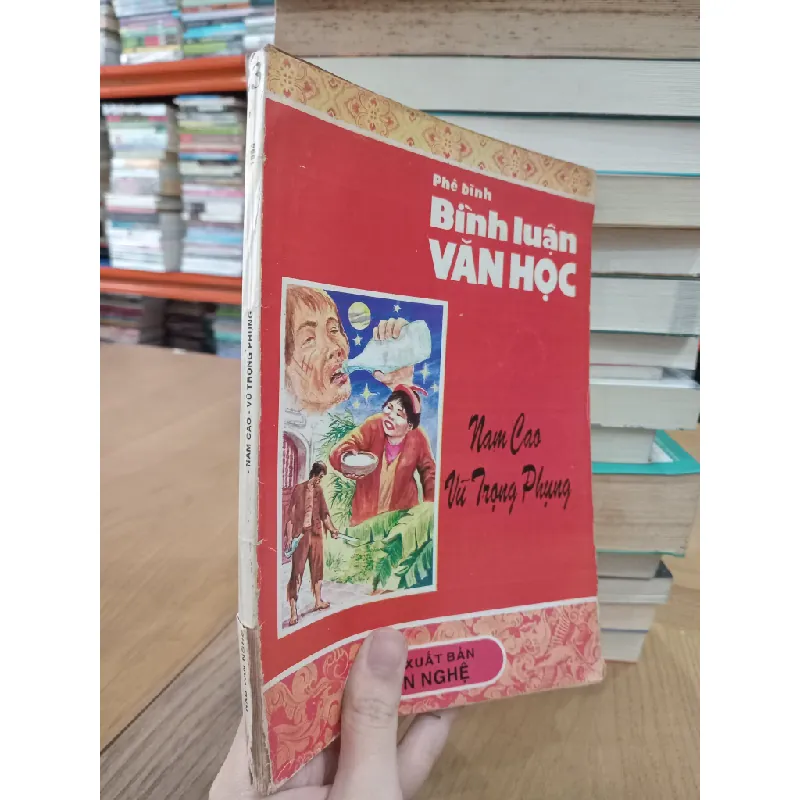 Phê bình
Bình luận
VĂN HỌC
Nam Cao
Vũ Trọng Phụng
XUẤT BẢN
N NGHỆ
- NAM CAO - VŨ TRỌNG PHỤNG